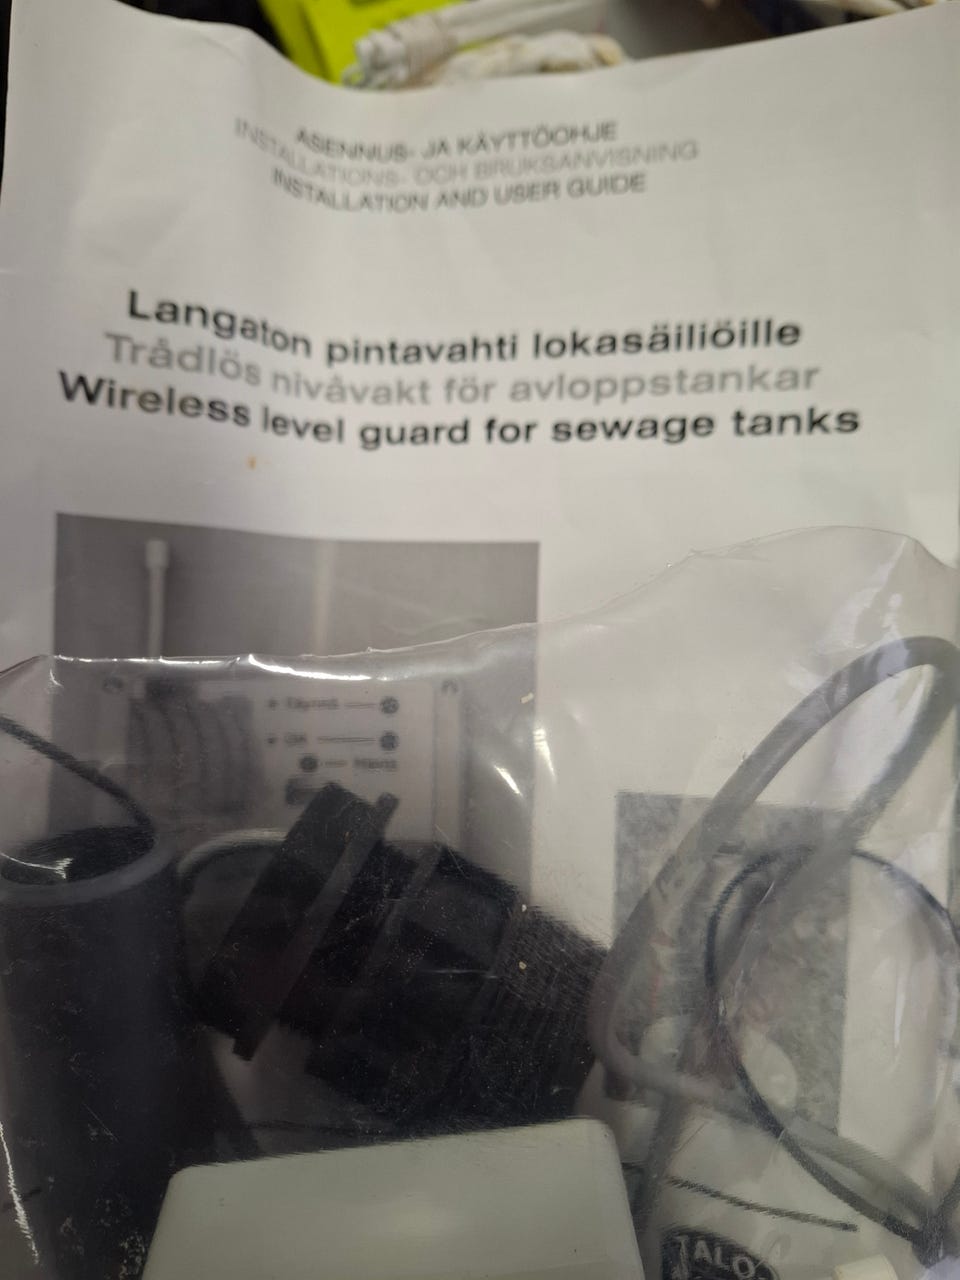 ASENNUS- JA KÄYTTÖOHJE
INSTALLATIONS- OCH BRUKSANVISNING
INSTALLATION AND USER GUIDE
Langaton pintavahti lokasäiliöille
Trådlös nivåvakt för avloppstankar
Wireless level guard for sewage tanks
TALO